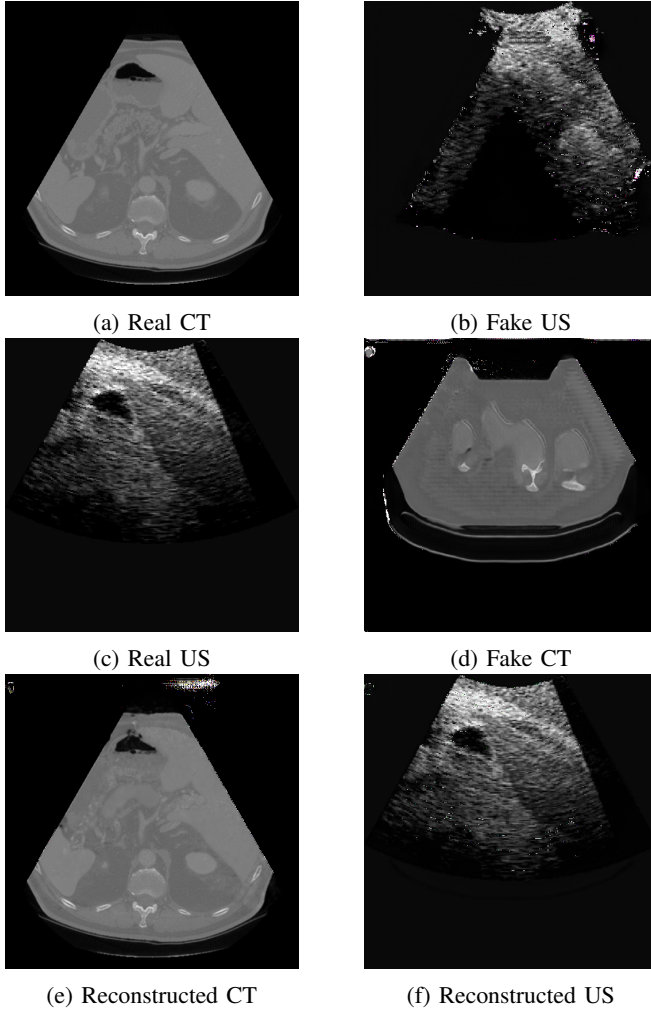 (a) Real CT
(b) Fake US
(c) Real US
(d) Fake CT
(e) Reconstructed CT
(f) Reconstructed US